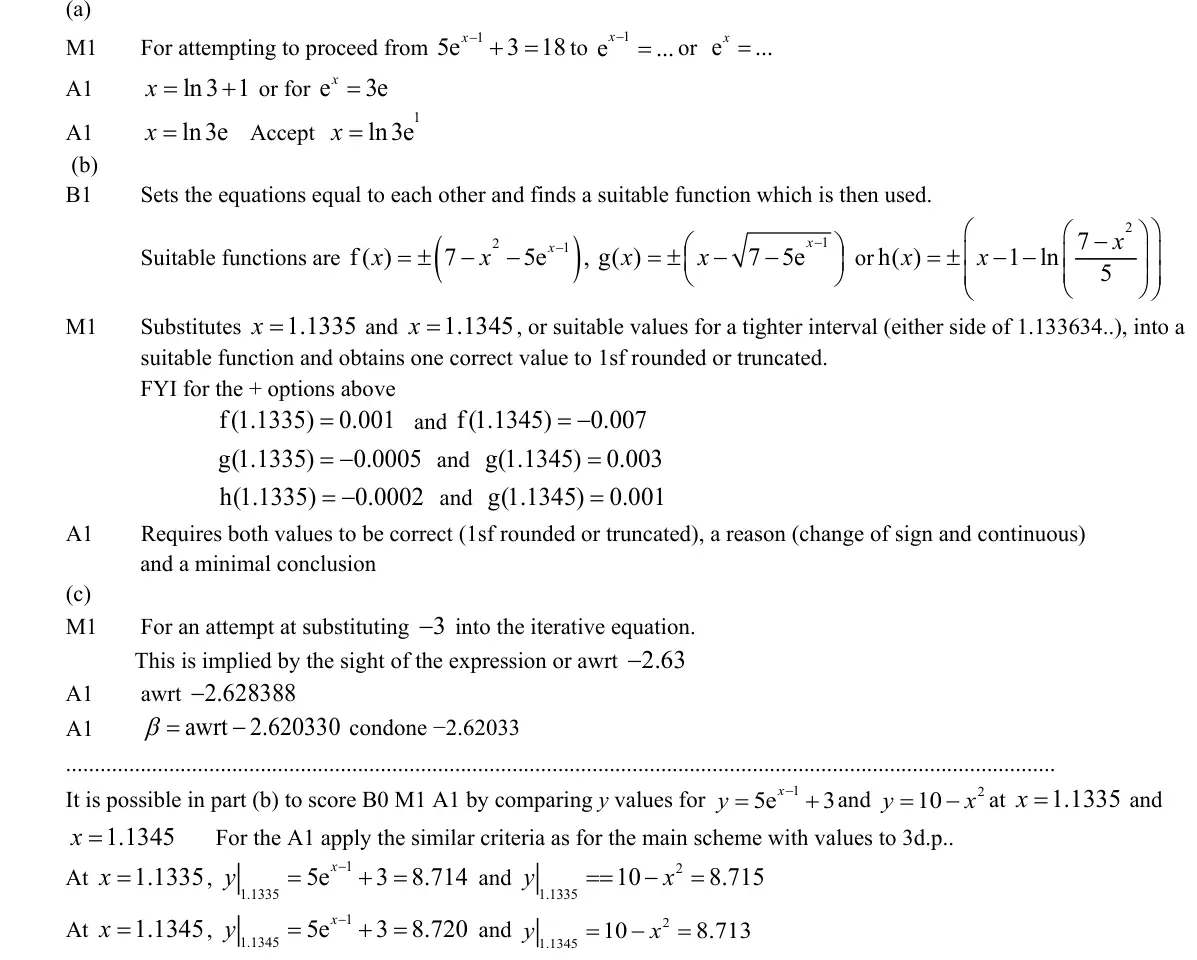 (a)
M1 For attempting to proceed from 5e^{x−1} + 3 = 18 to e^{x−1} = ... or e^x = ...
A1 x = ln 3 + 1 or for e^x = 3e
A1 x = ln 3e Accept x = ln 3e^1
(b)
B1 Sets the equations equal to each other and finds a suitable function which is then used.
Suitable functions are f(x) = ±(7 − x^2 − 5e^{x−1}), g(x) = ±(x − √(7 − 5e^{x−1})) or h(x) = ±(x − 1 − ln((7 − x^2)/5))
M1 Substitutes x = 1.1335 and x = 1.1345, or suitable values for a tighter interval (either side of 1.133634..), into a
suitable function and obtains one correct value to 1sf rounded or truncated.
FYI for the + options above
f(1.1335) = 0.001 and f(1.1345) = −0.007
g(1.1335) = −0.0005 and g(1.1345) = 0.003
h(1.1335) = −0.0002 and g(1.1345) = 0.001
A1 Requires both values to be correct (1sf rounded or truncated), a reason (change of sign and continuous)
and a minimal conclusion
(c)
M1 For an attempt at substituting −3 into the iterative equation.
This is implied by the sight of the expression or awrt −2.63
A1 awrt −2.628388
A1 β = awrt − 2.620330 condone −2.62033
..........................................................................................................................................................................
It is possible in part (b) to score B0 M1 A1 by comparing y values for y = 5e^{x−1} + 3 and y = 10 − x^2 at x = 1.1335 and
x = 1.1345 For the A1 apply the similar criteria as for the main scheme with values to 3d.p..
At x = 1.1335, y|_{1.1335} = 5e^{x−1} + 3 = 8.714 and y|_{1.1335} == 10 − x^2 = 8.715
At x = 1.1345, y|_{1.1345} = 5e^{x−1} + 3 = 8.720 and y|_{1.1345} = 10 − x^2 = 8.713